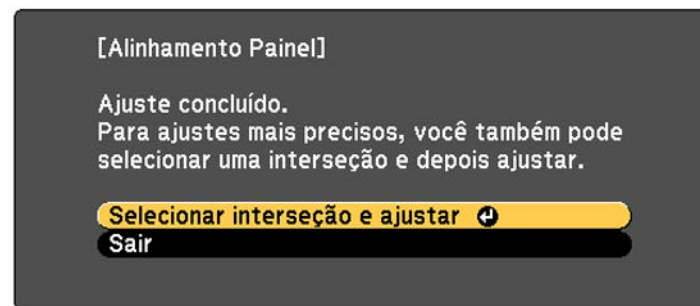 [Alinhamento Painel]
Ajuste concluído.
Para ajustes mais precisos, você também pode
selecionar uma interseção e depois ajustar.
Selecionar interseção e ajustar
Sair